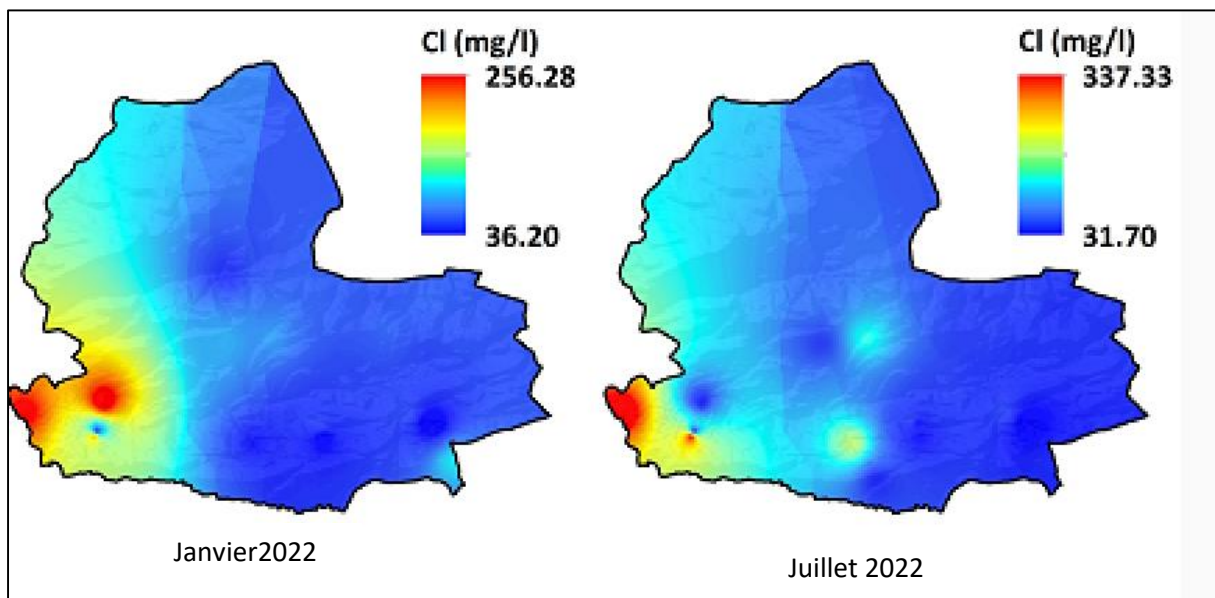 Cl (mg/l)
256.28
36.20
Janvier2022
Cl (mg/l)
337.33
31.70
Juillet 2022